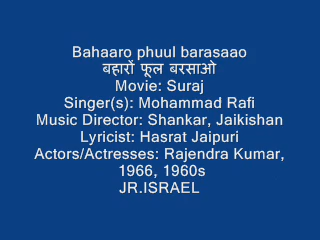 Bahaaro phuul barasaao
बहारों फूल बरसाओ
Movie: Suraj
Singer(s): Mohammad Rafi
Music Director: Shankar, Jaikishan
Lyricist: Hasrat Jaipuri
Actors/Actresses: Rajendra Kumar,
1966, 1960s
JR.ISRAEL